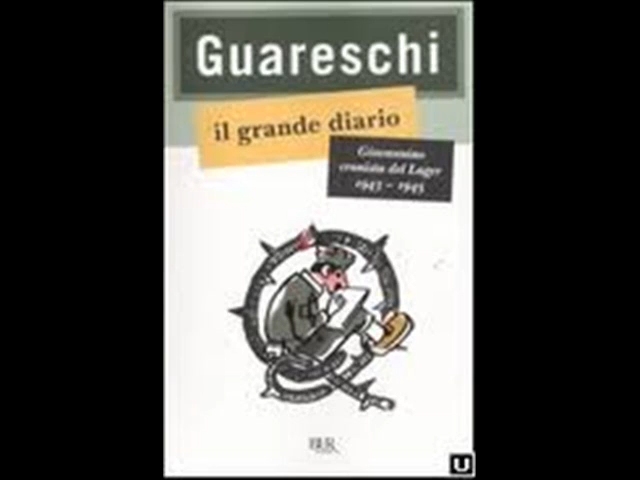 Guareschi
il grande diario
Giovannino
cronista del Lager
1943 – 1945
BUR
U